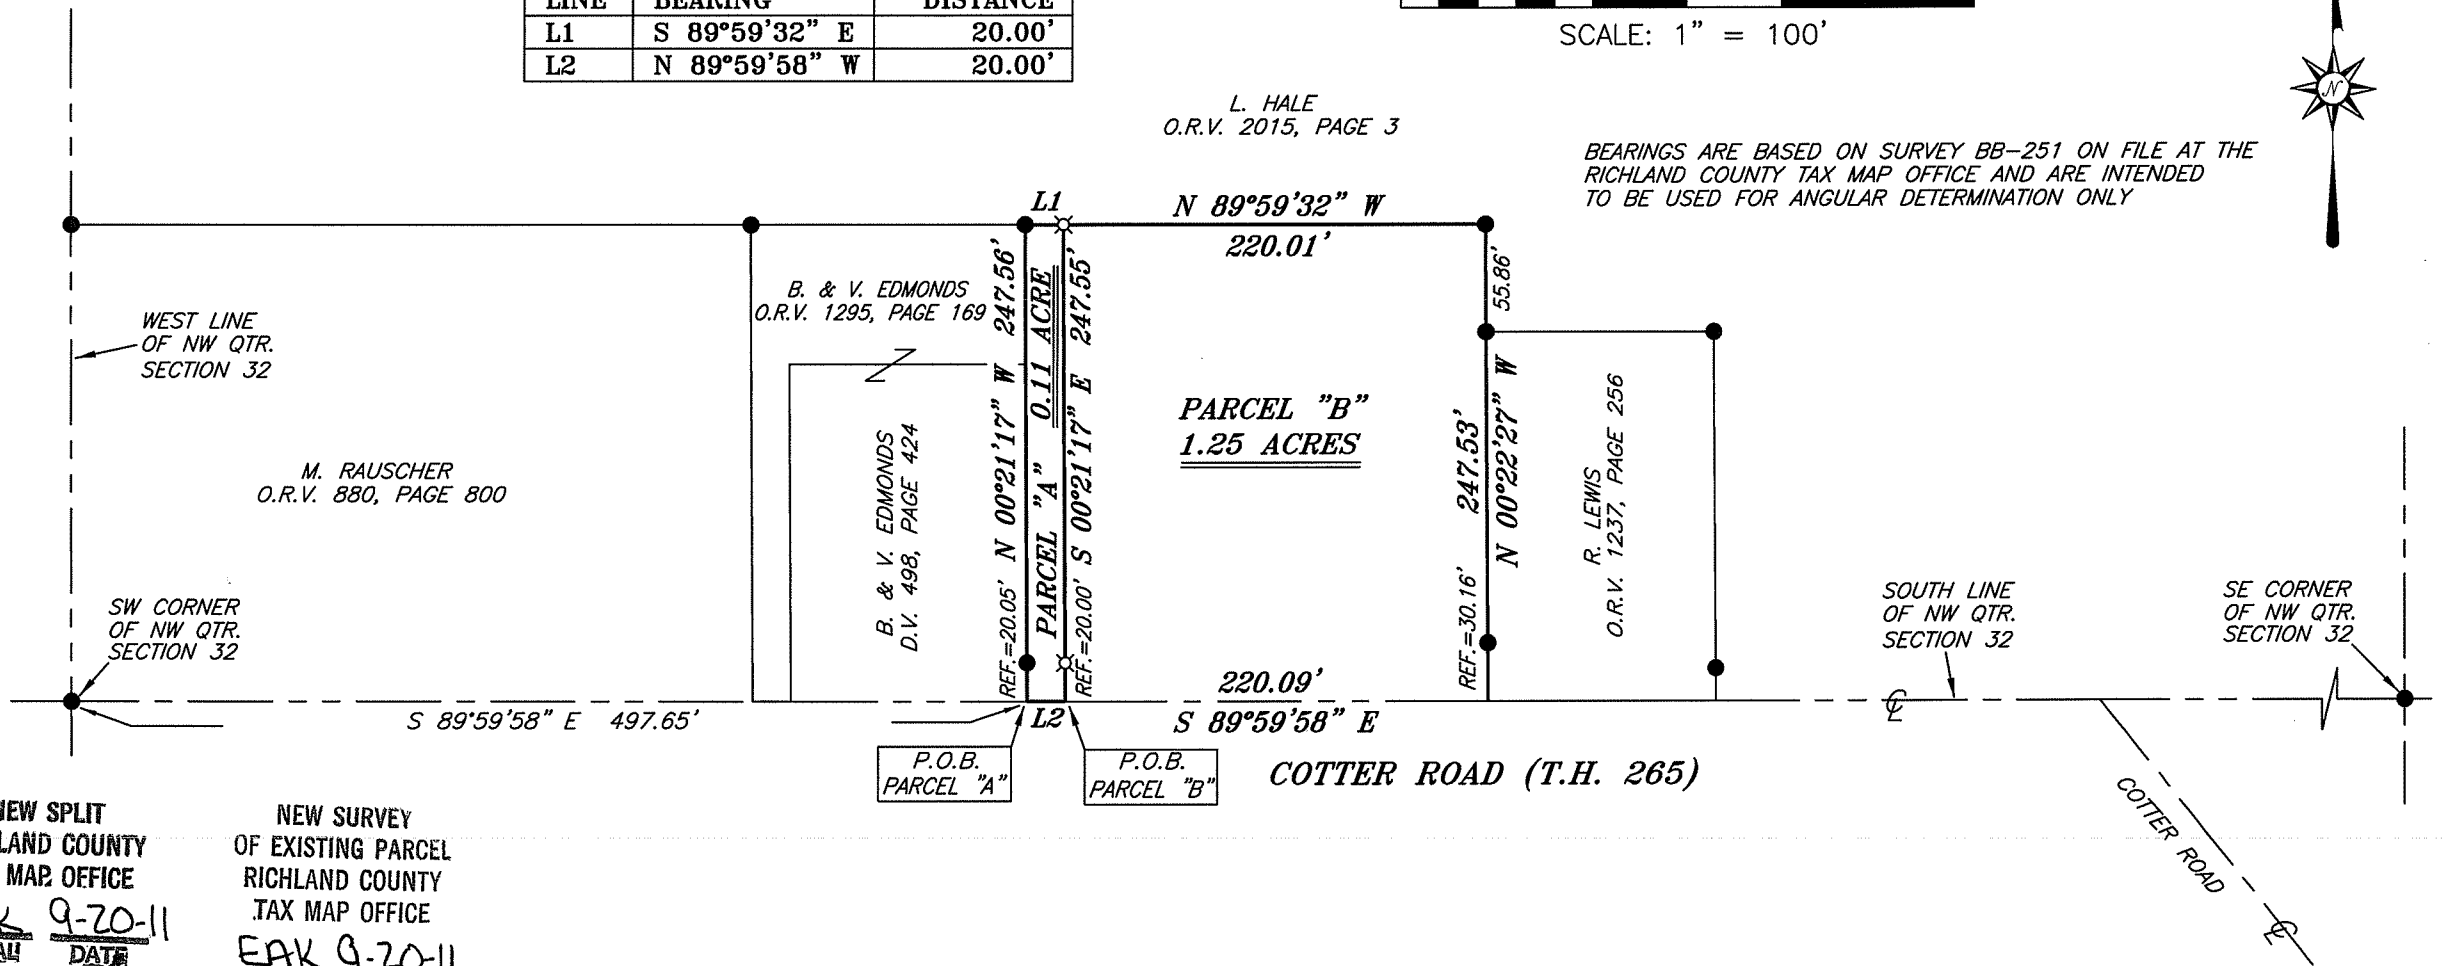 LINE BEARING DISTANCE
L1 S 89°59'32" E 20.00'
L2 N 89°59'58" W 20.00'
SCALE: 1" = 100'
N
L. HALE
O.R.V. 2015, PAGE 3
BEARINGS ARE BASED ON SURVEY BB-251 ON FILE AT THE
RICHLAND COUNTY TAX MAP OFFICE AND ARE INTENDED
TO BE USED FOR ANGULAR DETERMINATION ONLY
L1
N 89°59'32" W
220.01'
WEST LINE
OF NW QTR.
SECTION 32
B. & V. EDMONDS
O.R.V. 1295, PAGE 169
B. & V. EDMONDS
D.V. 498, PAGE 424
REF.=20.05' N 00°21'17" W 247.56'
PARCEL "A" 0.11 ACRE
REF.=20.00' S 00°21'17" E 247.55'
PARCEL "B"
1.25 ACRES
55.86'
REF.=30.16' 247.53'
N 00°22'27" W
R. LEWIS
O.R.V. 1237, PAGE 256
M. RAUSCHER
O.R.V. 880, PAGE 800
SW CORNER
OF NW QTR.
SECTION 32
SOUTH LINE
OF NW QTR.
SECTION 32
SE CORNER
OF NW QTR.
SECTION 32
S 89°59'58" E 497.65'
L2
220.09'
S 89°59'58" E
℄
P.O.B.
PARCEL "A"
P.O.B.
PARCEL "B"
COTTER ROAD (T.H. 265)
COTTER ROAD
℄
NEW SPLIT
LAND COUNTY
MAP OFFICE
9-20-11
DATE
NEW SURVEY
OF EXISTING PARCEL
RICHLAND COUNTY
TAX MAP OFFICE
EAK 9-20-11